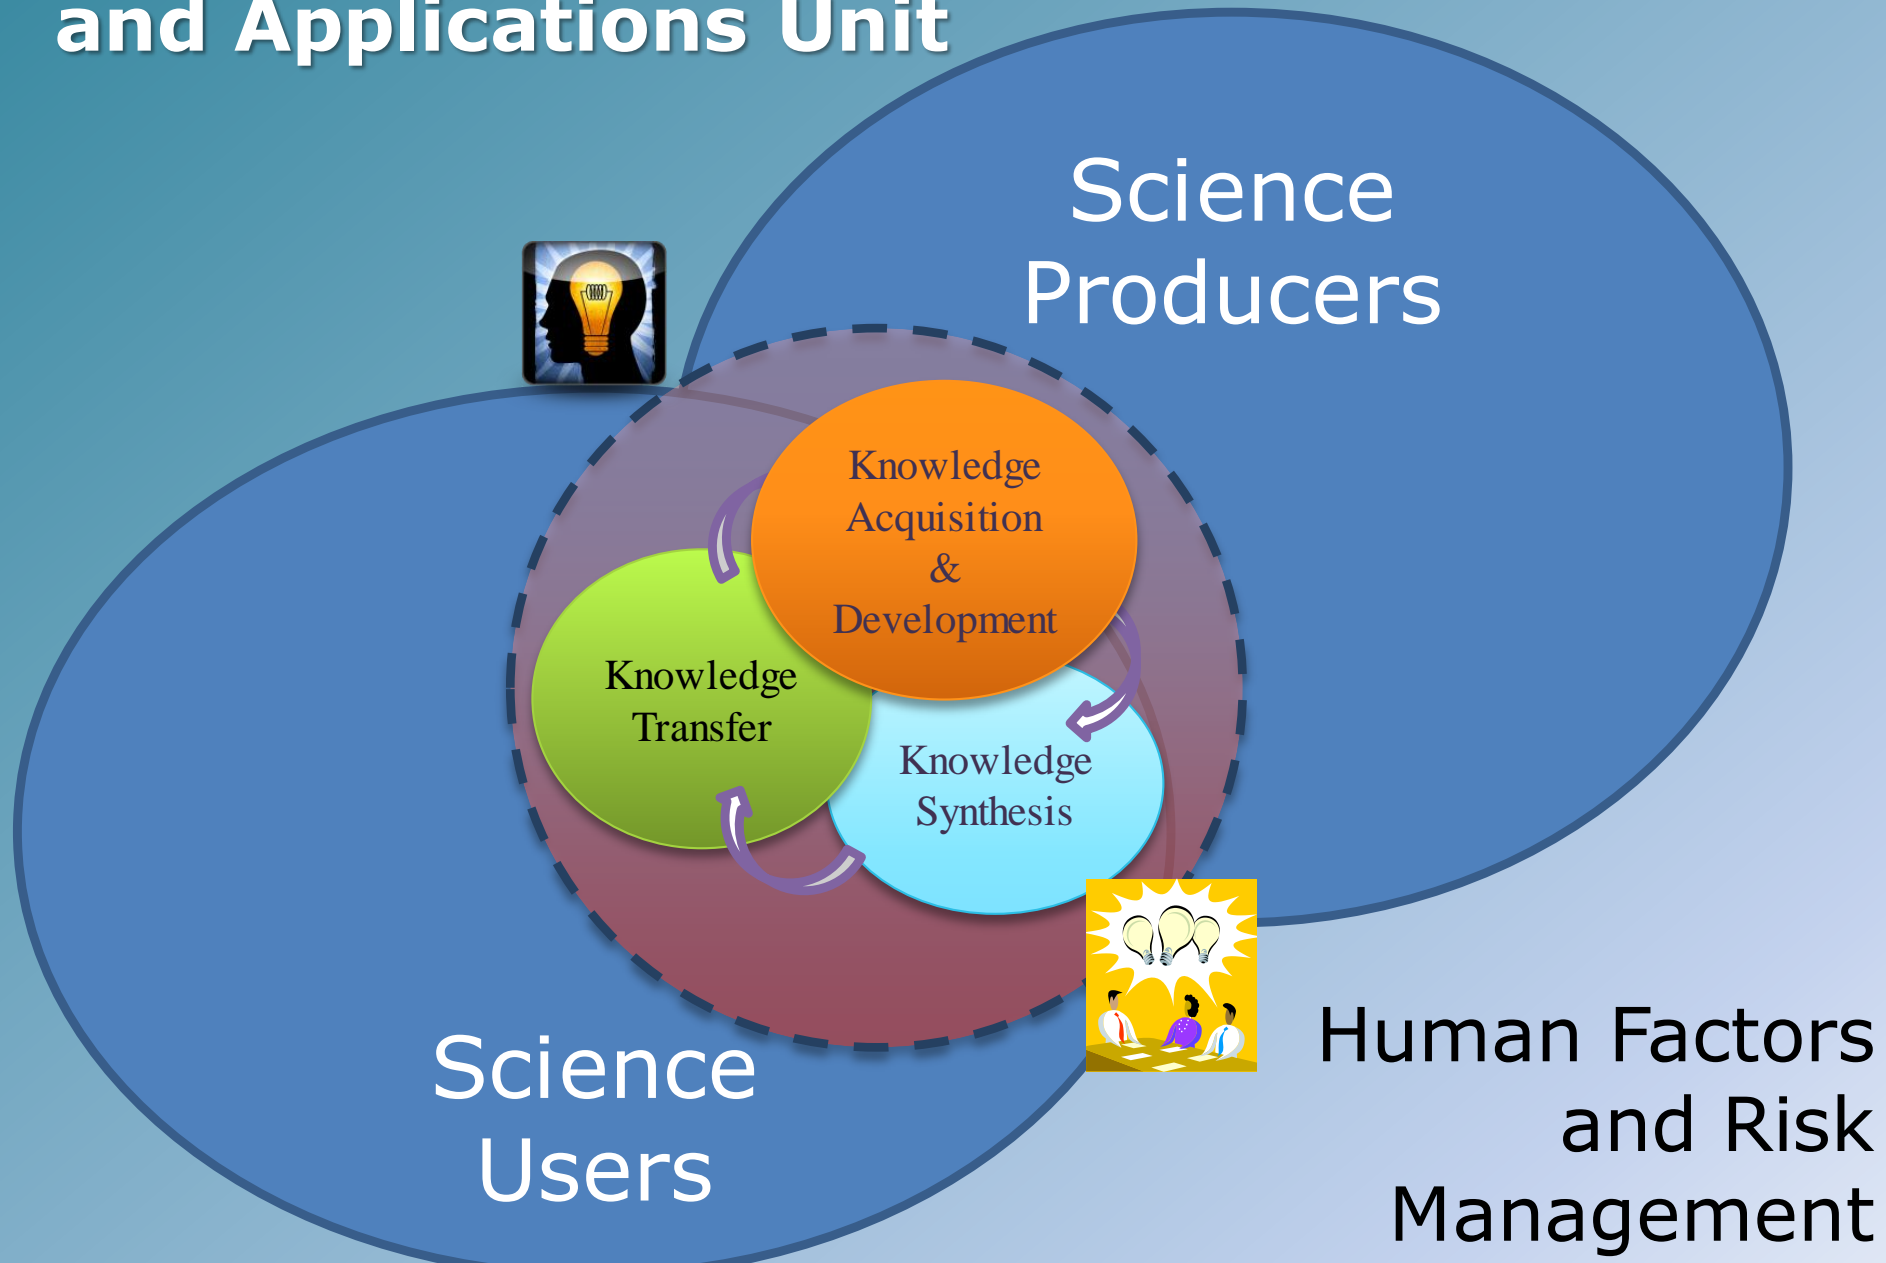 and Applications Unit
Science
Producers
Knowledge
Acquisition
&
Development
Knowledge
Transfer
Knowledge
Synthesis
Science
Users
Human Factors
and Risk
Management